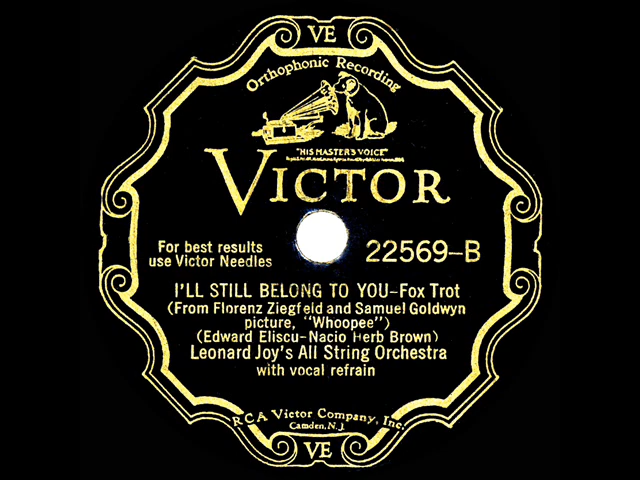 VE
Orthophonic Recording
"HIS MASTER'S VOICE"
VICTOR
For best results
use Victor Needles
22569-B
I'LL STILL BELONG TO YOU-Fox Trot
(From Florenz Ziegfeld and Samuel Goldwyn
picture, "Whoopee")
(Edward Eliscu-Nacio Herb Brown)
Leonard Joy's All String Orchestra
with vocal refrain
RCA Victor Company, Inc.
Camden, N.J.
VE